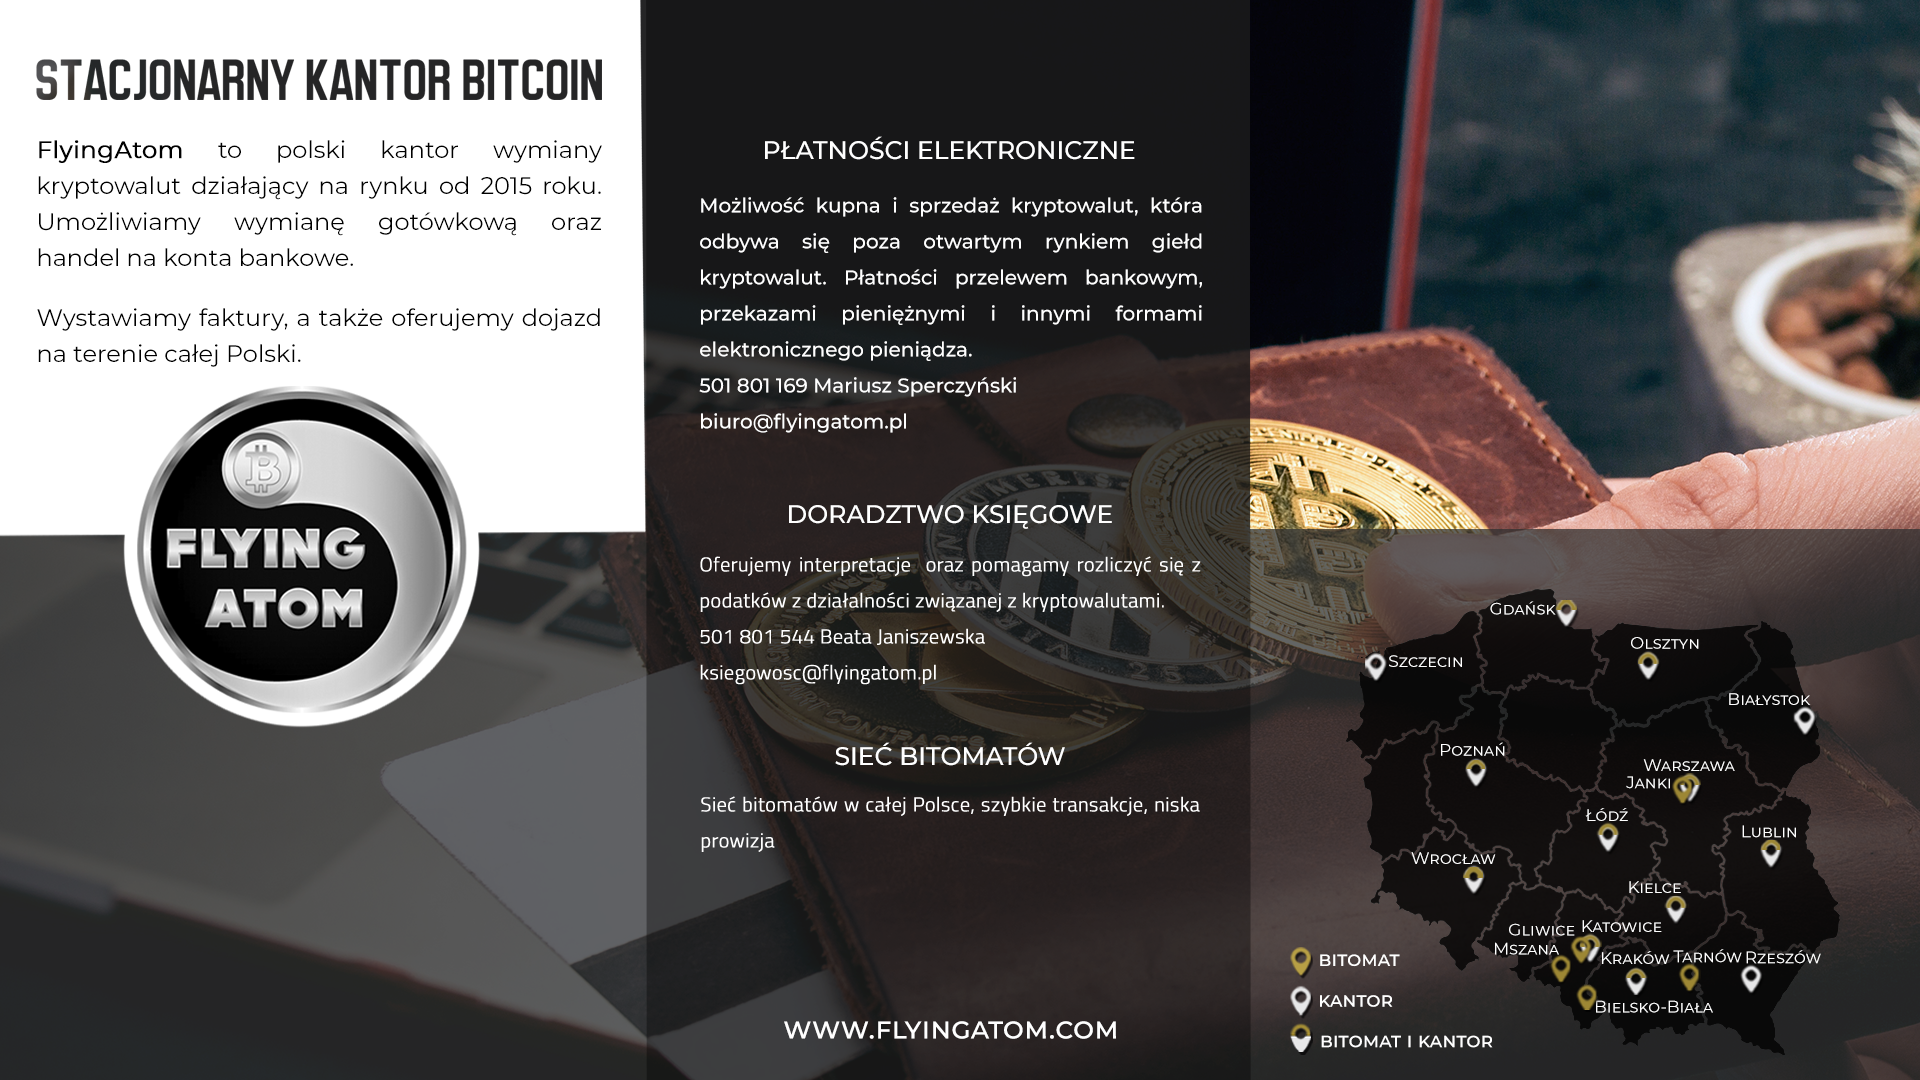 STACJONARNY KANTOR BITCOIN
FlyingAtom to polski kantor wymiany
kryptowalut działający na rynku od 2015 roku.
Umożliwiamy wymianę gotówkową oraz
handel na konta bankowe.
Wystawiamy faktury, a także oferujemy dojazd
na terenie całej Polski.
FLYING
ATOM
PŁATNOŚCI ELEKTRONICZNE
Możliwość kupna i sprzedaż kryptowalut, która
odbywa się poza otwartym rynkiem giełd
kryptowalut. Płatności przelewem bankowym,
przekazami pieniężnymi i innymi formami
elektronicznego pieniądza.
501 801 169 Mariusz Sperczyński
biuro@flyingatom.pl
DORADZTWO KSIĘGOWE
Oferujemy interpretacje oraz pomagamy rozliczyć się z
podatków z działalności związanej z kryptowalutami.
501 801 544 Beata Janiszewska
ksiegowosc@flyingatom.pl
SIEĆ BITOMATÓW
Sieć bitomatów w całej Polsce, szybkie transakcje, niska
prowizja
WWW.FLYINGATOM.COM
GDAŃSK
OLSZTYN
SZCZECIN
BIAŁYSTOK
POZNAŃ
WARSZAWA
JANKI
ŁÓDŹ
LUBLIN
WROCŁAW
KIELCE
GLIWICE
KATOWICE
MSZANA
KRAKÓW
TARNÓW
RZESZÓW
BIELSKO-BIAŁA
BITOMAT
KANTOR
BITOMAT I KANTOR